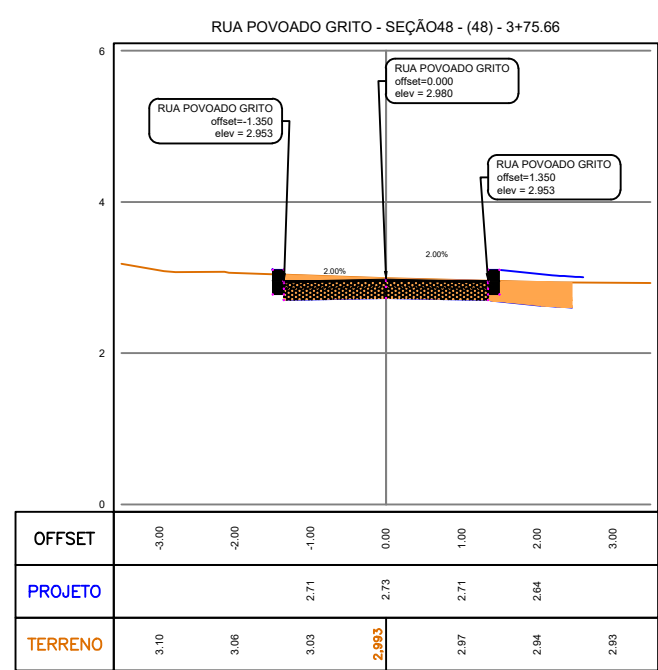 RUA POVOADO GRITO - SEÇÃO48 - (48) - 3+75.66
6
RUA POVOADO GRITO
offset=0.000
elev = 2.980
RUA POVOADO GRITO
offset=-1.350
elev = 2.953
RUA POVOADO GRITO
offset=1.350
elev = 2.953
4
2.00%
2.00%
2
0
OFFSET -3.00 -2.00 -1.00 0.00 1.00 2.00 3.00
PROJETO 2.71 2.73 2.71 2.64
TERRENO 3.10 3.06 3.03 2,993 2.97 2.94 2.93